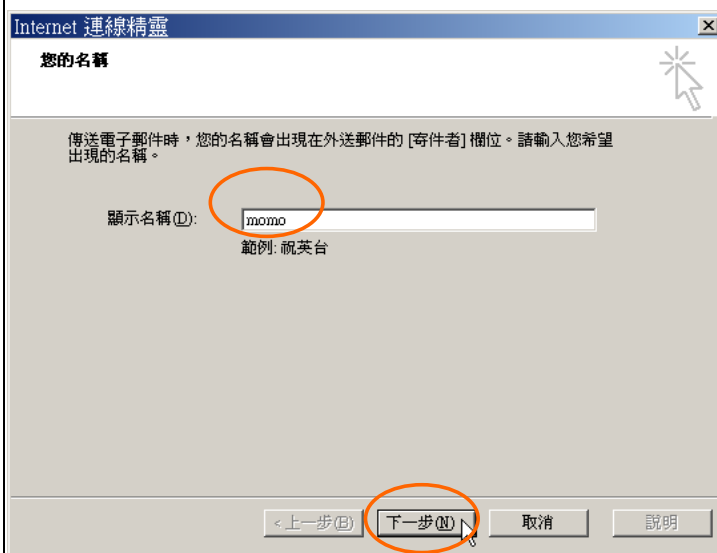 Internet 連線精靈
您的名稱
傳送電子郵件時，您的名稱會出現在外送郵件的 [寄件者] 欄位。請輸入您希望
出現的名稱。
顯示名稱(D): momo
範例: 祝英台
<上一步(B) 下一步(N) 取消 說明